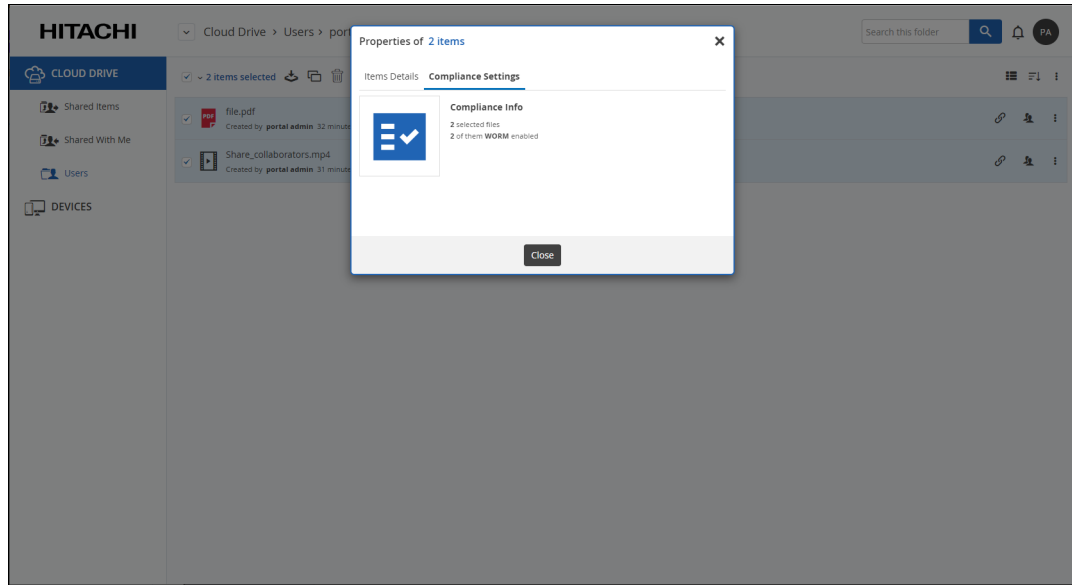 HITACHI
Cloud Drive > Users > port
Search this folder
PA
CLOUD DRIVE
Shared Items
Shared With Me
Users
DEVICES
2 items selected
PDF
file.pdf
Created by portal admin 32 minute
Share_collaborators.mp4
Created by portal admin 31 minute
Properties of 2 items
Items Details Compliance Settings
Compliance Info
2 selected files
2 of them WORM enabled
Close